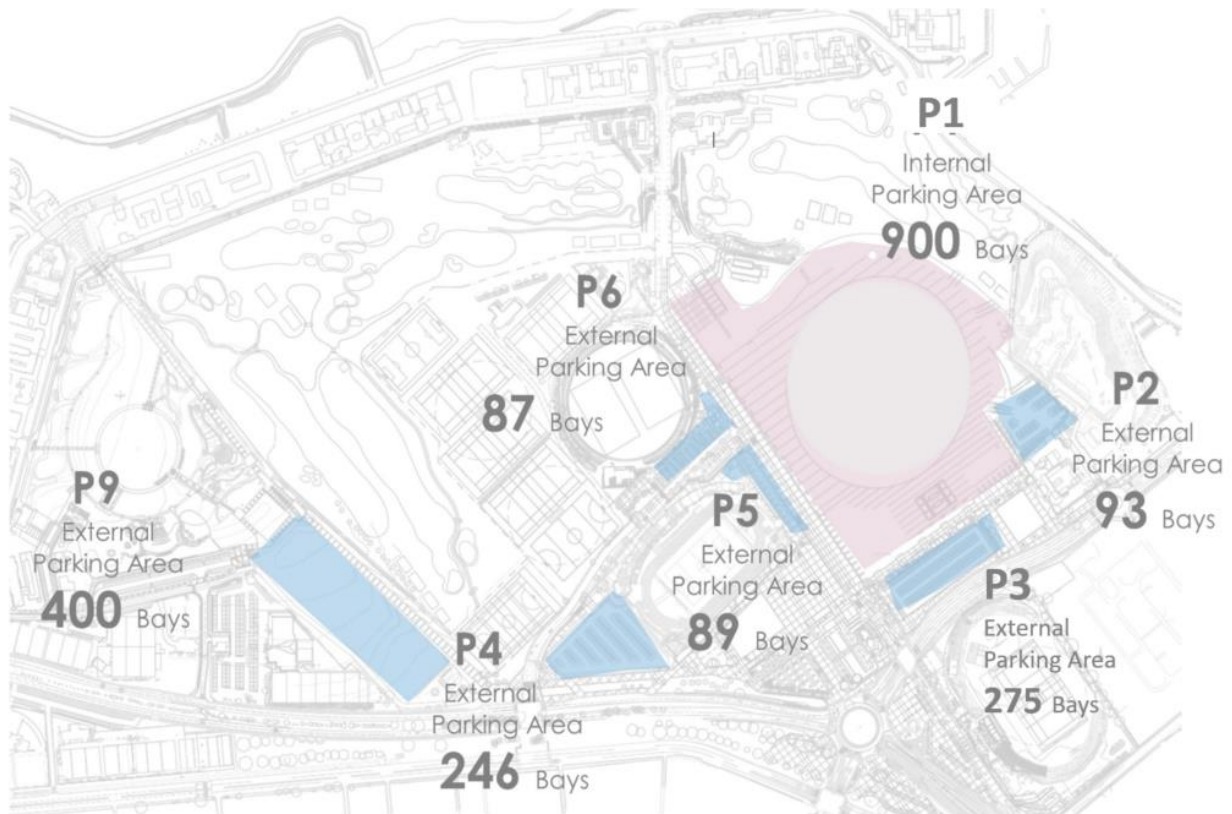 P1
Internal
Parking Area
900 Bays
P6
External
Parking Area
87 Bays
P2
External
Parking Area
93 Bays
P9
External
Parking Area
400 Bays
P5
External
Parking Area
89 Bays
P3
External
Parking Area
275 Bays
P4
External
Parking Area
246 Bays